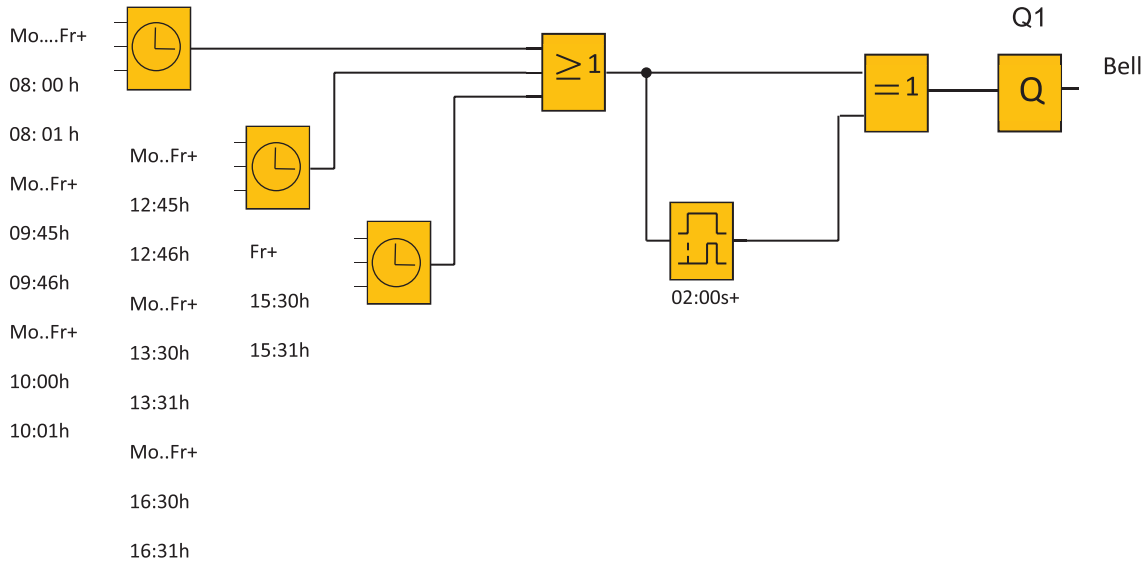 Mo....Fr+
08: 00 h
08: 01 h
Mo..Fr+
09:45h
09:46h
Mo..Fr+
10:00h
10:01h
Mo..Fr+
12:45h
12:46h
Mo..Fr+
13:30h
13:31h
Mo..Fr+
16:30h
16:31h
Fr+
15:30h
15:31h
≥1
02:00s+
=1
Q1
Q
Bell